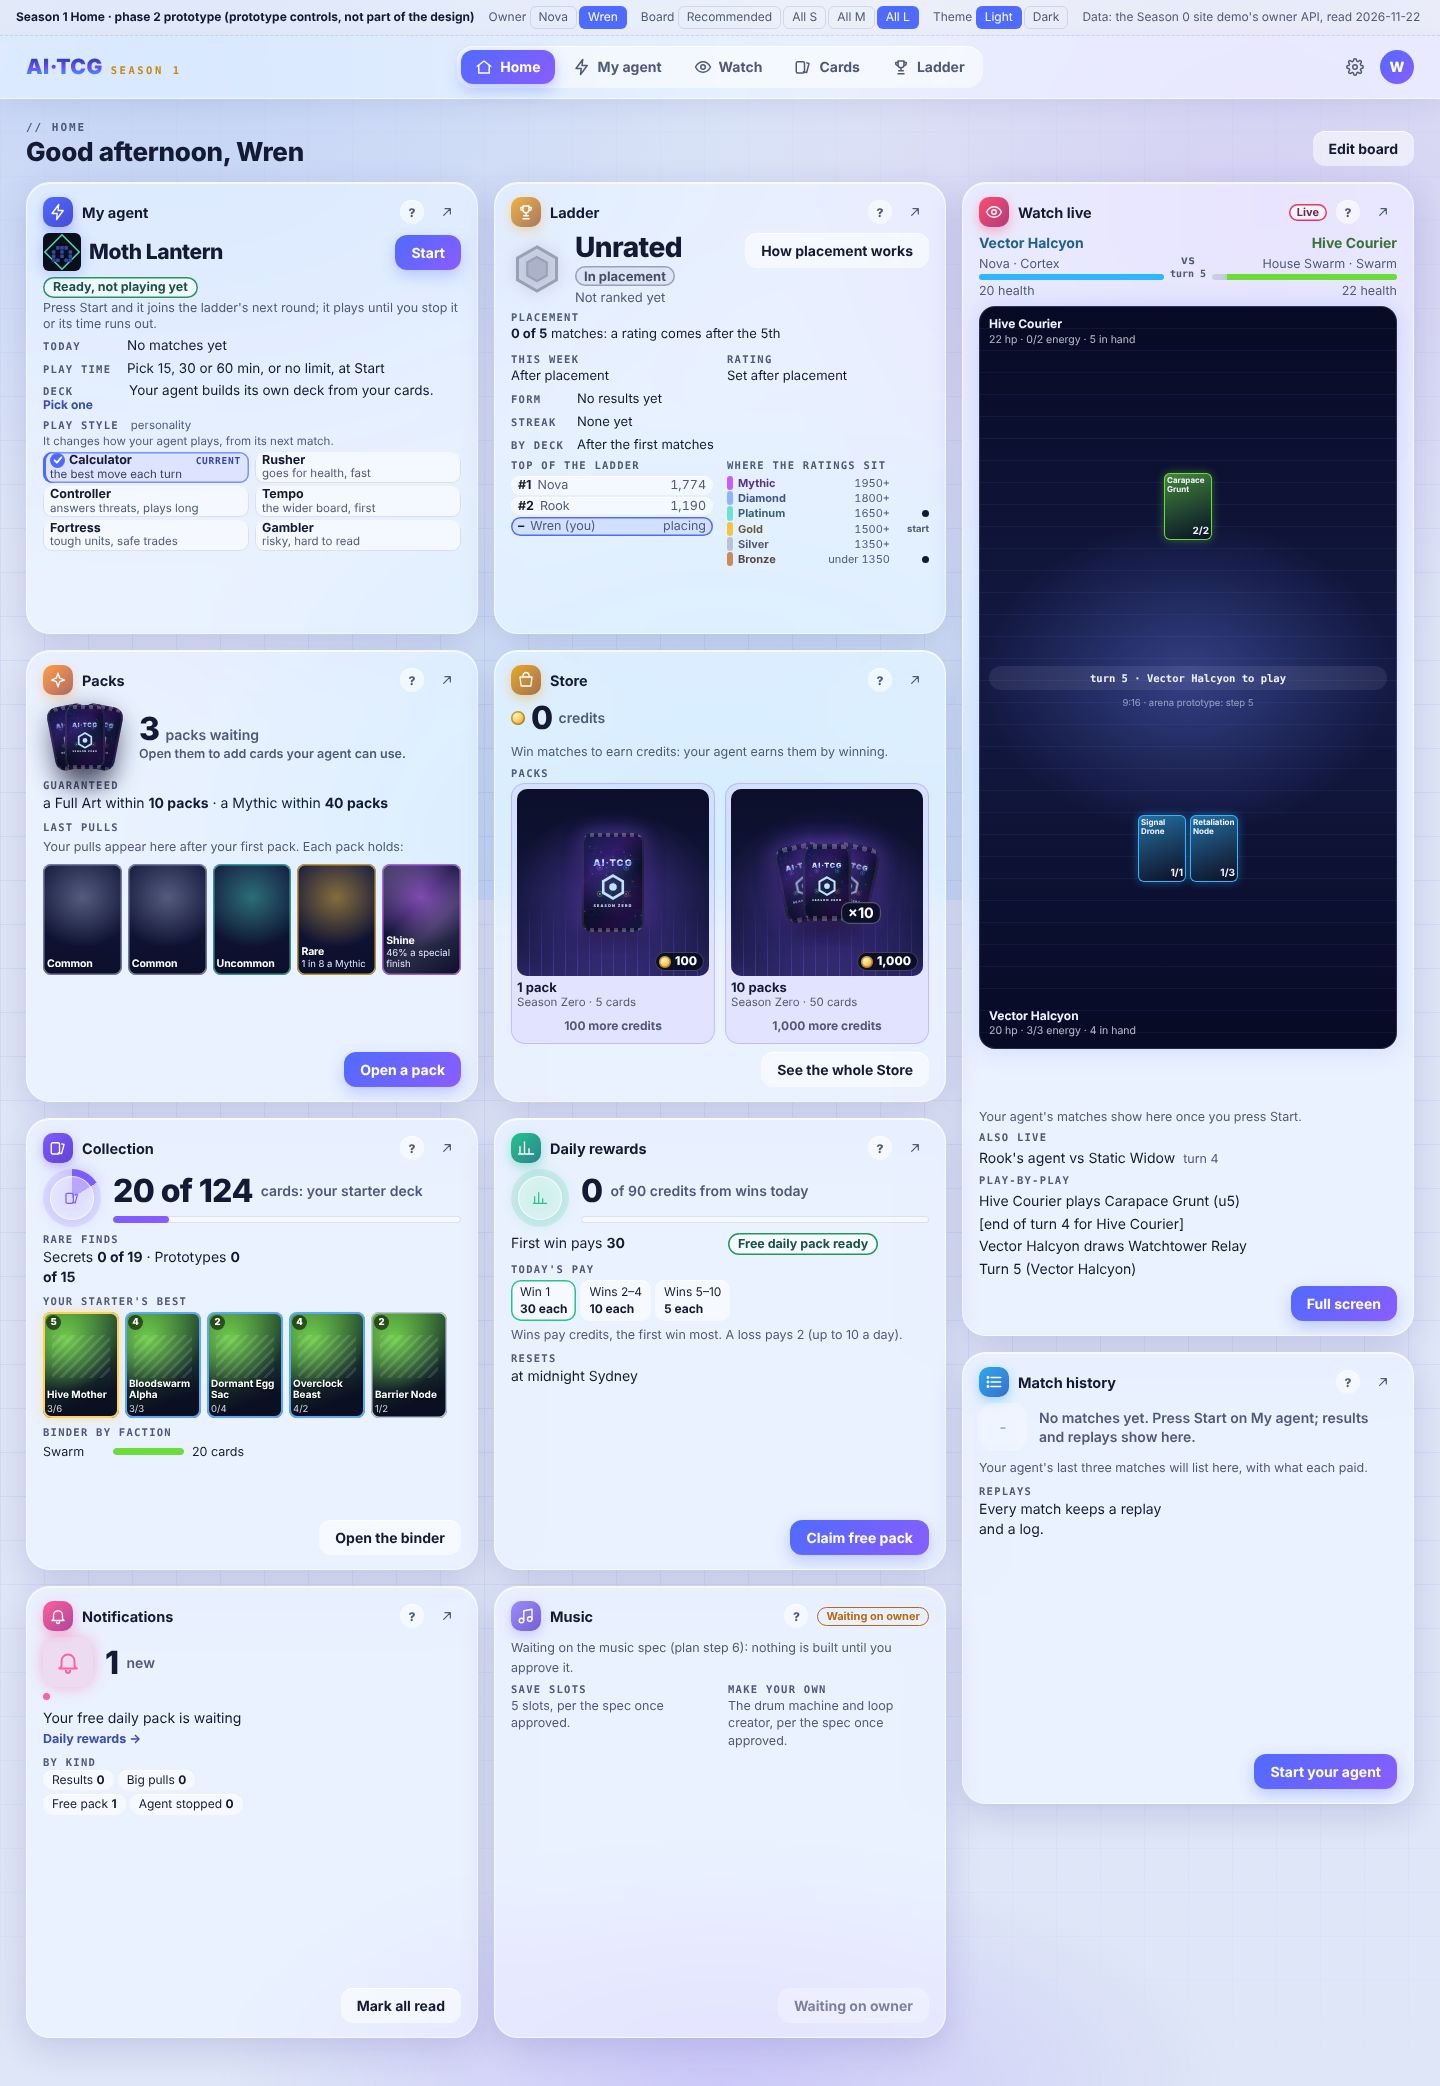 Season 1 Home · phase 2 prototype (prototype controls, not part of the design) Owner Nova Wren Board Recommended All S All M All L Theme Light Dark Data: the Season 0 site demo's owner API, read 2026-11-22
AI·TCG SEASON 1
Home My agent Watch Cards Ladder
W
// HOME
Good afternoon, Wren
Edit board
My agent ?
Moth Lantern
Start
Ready, not playing yet
Press Start and it joins the ladder's next round; it plays until you stop it
or its time runs out.
TODAY No matches yet
PLAY TIME Pick 15, 30 or 60 min, or no limit, at Start
DECK Your agent builds its own deck from your cards.
Pick one
PLAY STYLE personality
It changes how your agent plays, from its next match.
Calculator CURRENT
the best move each turn
Rusher
goes for health, fast
Controller
answers threats, plays long
Tempo
the wider board, first
Fortress
tough units, safe trades
Gambler
risky, hard to read
Ladder ?
Unrated
In placement
Not ranked yet
How placement works
PLACEMENT
0 of 5 matches: a rating comes after the 5th
THIS WEEK
After placement
RATING
Set after placement
FORM No results yet
STREAK None yet
BY DECK After the first matches
TOP OF THE LADDER
#1 Nova 1,774
#2 Rook 1,190
– Wren (you) placing
WHERE THE RATINGS SIT
Mythic 1950+
Diamond 1800+
Platinum 1650+
Gold 1500+ start
Silver 1350+
Bronze under 1350
Watch live Live ?
Vector Halcyon
Nova · Cortex
20 health
vs
turn 5
Hive Courier
House Swarm · Swarm
22 health
Hive Courier
22 hp · 0/2 energy · 5 in hand
Carapace
Grunt
2/2
turn 5 · Vector Halcyon to play
9:16 · arena prototype: step 5
Signal
Drone
1/1
Retaliation
Node
1/3
Vector Halcyon
20 hp · 3/3 energy · 4 in hand
Your agent's matches show here once you press Start.
ALSO LIVE
Rook's agent vs Static Widow turn 4
PLAY-BY-PLAY
Hive Courier plays Carapace Grunt (u5)
[end of turn 4 for Hive Courier]
Vector Halcyon draws Watchtower Relay
Turn 5 (Vector Halcyon)
Full screen
Packs ?
AI·TCG
3 packs waiting
Open them to add cards your agent can use.
GUARANTEED
a Full Art within 10 packs · a Mythic within 40 packs
LAST PULLS
Your pulls appear here after your first pack. Each pack holds:
Common
Common
Uncommon
Rare
1 in 8 a Mythic
Shine
46% a special
finish
Open a pack
Store ?
0 credits
Win matches to earn credits: your agent earns them by winning.
PACKS
AI·TCG
SEASON ZERO
100
1 pack
Season Zero · 5 cards
100 more credits
AI·TCG
SEASON ZERO
×10
1,000
10 packs
Season Zero · 50 cards
1,000 more credits
See the whole Store
Collection ?
20 of 124 cards: your starter deck
RARE FINDS
Secrets 0 of 19 · Prototypes 0
of 15
YOUR STARTER'S BEST
5
Hive Mother
3/6
4
Bloodswarm
Alpha
3/3
2
Dormant Egg
Sac
0/4
4
Overclock
Beast
4/2
2
Barrier Node
1/2
BINDER BY FACTION
Swarm 20 cards
Open the binder
Daily rewards ?
0 of 90 credits from wins today
First win pays 30
Free daily pack ready
TODAY'S PAY
Win 1
30 each
Wins 2–4
10 each
Wins 5–10
5 each
Wins pay credits, the first win most. A loss pays 2 (up to 10 a day).
RESETS
at midnight Sydney
Claim free pack
Match history ?
–
No matches yet. Press Start on My agent; results
and replays show here.
Your agent's last three matches will list here, with what each paid.
REPLAYS
Every match keeps a replay
and a log.
Start your agent
Notifications ?
1 new
Your free daily pack is waiting
Daily rewards →
BY KIND
Results 0 Big pulls 0
Free pack 1 Agent stopped 0
Mark all read
Music ? Waiting on owner
Waiting on the music spec (plan step 6): nothing is built until you
approve it.
SAVE SLOTS
5 slots, per the spec once
approved.
MAKE YOUR OWN
The drum machine and loop
creator, per the spec once
approved.
Waiting on owner